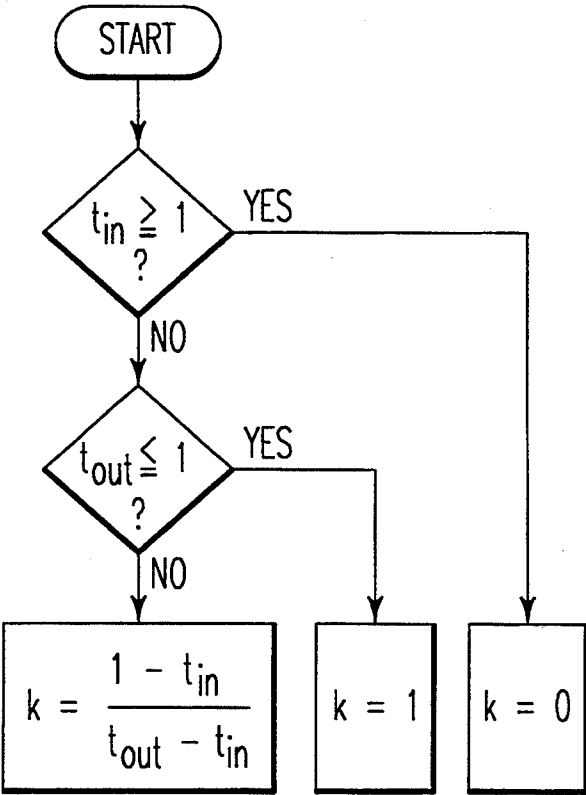 START
t_in ≧ 1
?
YES
NO
t_out ≦ 1
?
YES
NO
k = (1 - t_in) / (t_out - t_in)
k = 1
k = 0